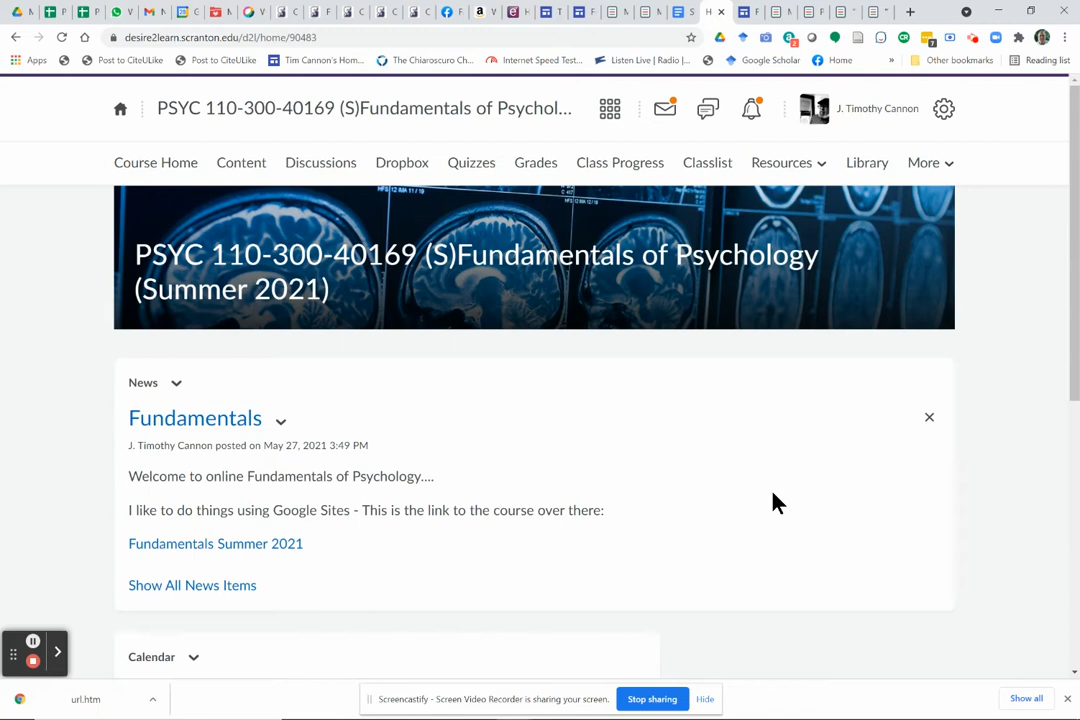 desire2learn.scranton.edu/d2l/home/90483
Apps Post to CiteULike Post to CiteULike Tim Cannon's Hom... The Chiaroscuro Ch... Internet Speed Test... Listen Live | Radio |... Google Scholar Home » Other bookmarks Reading list
PSYC 110-300-40169 (S)Fundamentals of Psychol... J. Timothy Cannon
Course Home Content Discussions Dropbox Quizzes Grades Class Progress Classlist Resources Library More
PSYC 110-300-40169 (S)Fundamentals of Psychology
(Summer 2021)
News
Fundamentals
J. Timothy Cannon posted on May 27, 2021 3:49 PM
Welcome to online Fundamentals of Psychology....
I like to do things using Google Sites - This is the link to the course over there:
Fundamentals Summer 2021
Show All News Items
Calendar
url.htm Screencastify - Screen Video Recorder is sharing your screen. Stop sharing Hide Show all